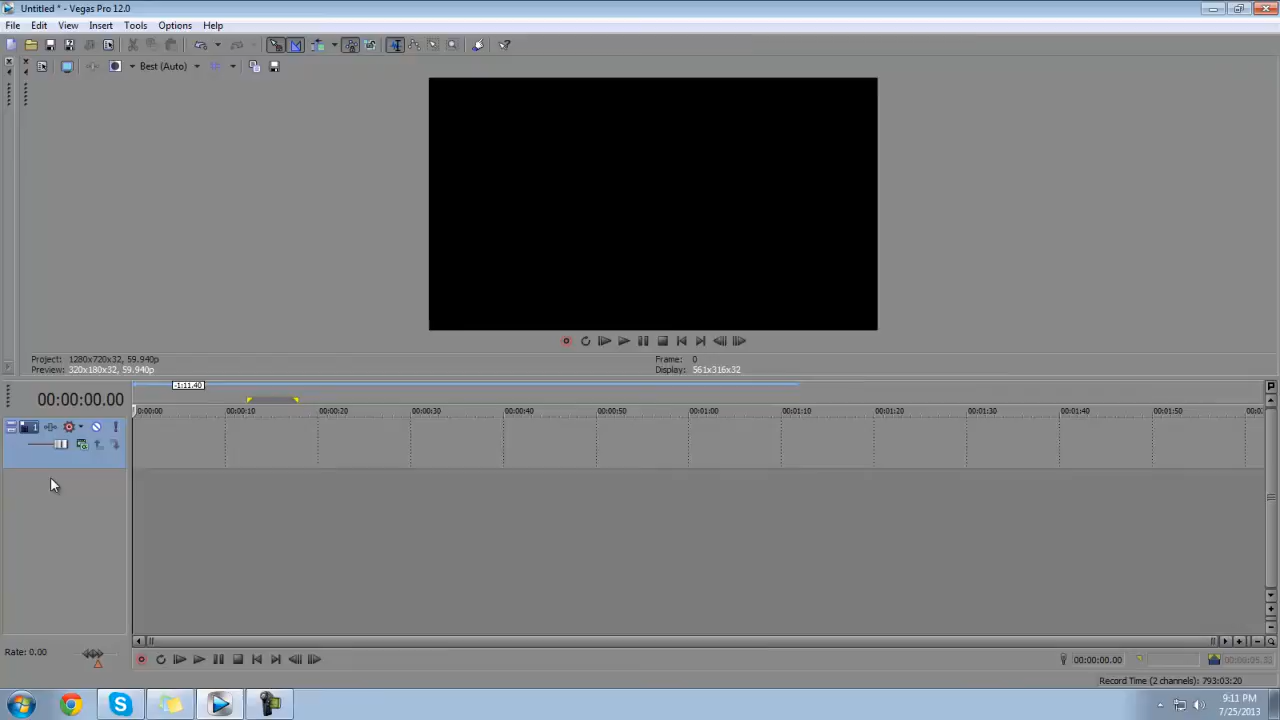 Untitled * - Vegas Pro 12.0
File Edit View Insert Tools Options Help
Best (Auto)
Project: 1280x720x32, 59.940p
Preview: 320x180x32, 59.940p
Frame: 0
Display: 561x316x32
-1:11.40
00:00:00.00
00:00:00 00:00:10 00:00:20 00:00:30 00:00:40 00:00:50 00:01:00 00:01:10 00:01:20 00:01:30 00:01:40 00:01:50
Rate: 0.00
00:00:00.00
Record Time (2 channels): 793:03:20
9:11 PM
7/25/2013